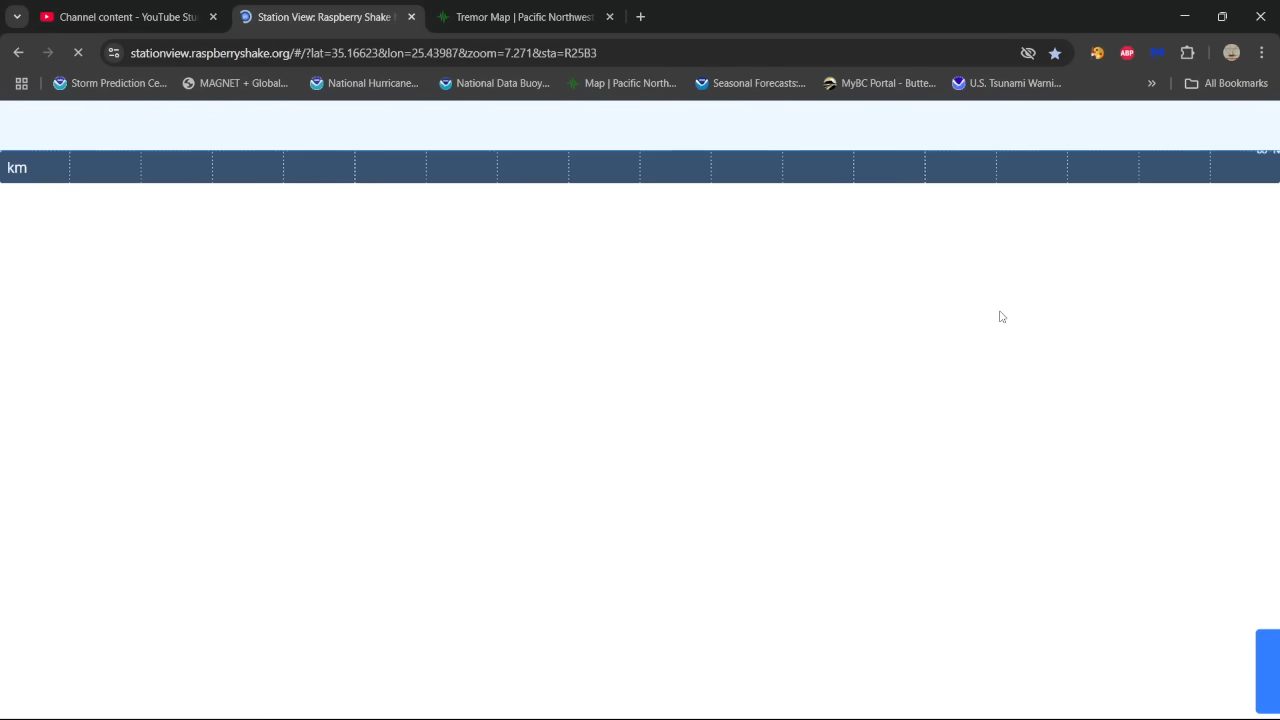 Channel content - YouTube Stu
Station View: Raspberry Shake
Tremor Map | Pacific Northwest
stationview.raspberryshake.org/#/?lat=35.16623&lon=25.43987&zoom=7.271&sta=R25B3
ABP
Storm Prediction Ce...
MAGNET + Global...
National Hurricane...
National Data Buoy...
Map | Pacific North...
Seasonal Forecasts:...
MyBC Portal - Butte...
U.S. Tsunami Warni...
»
All Bookmarks
km